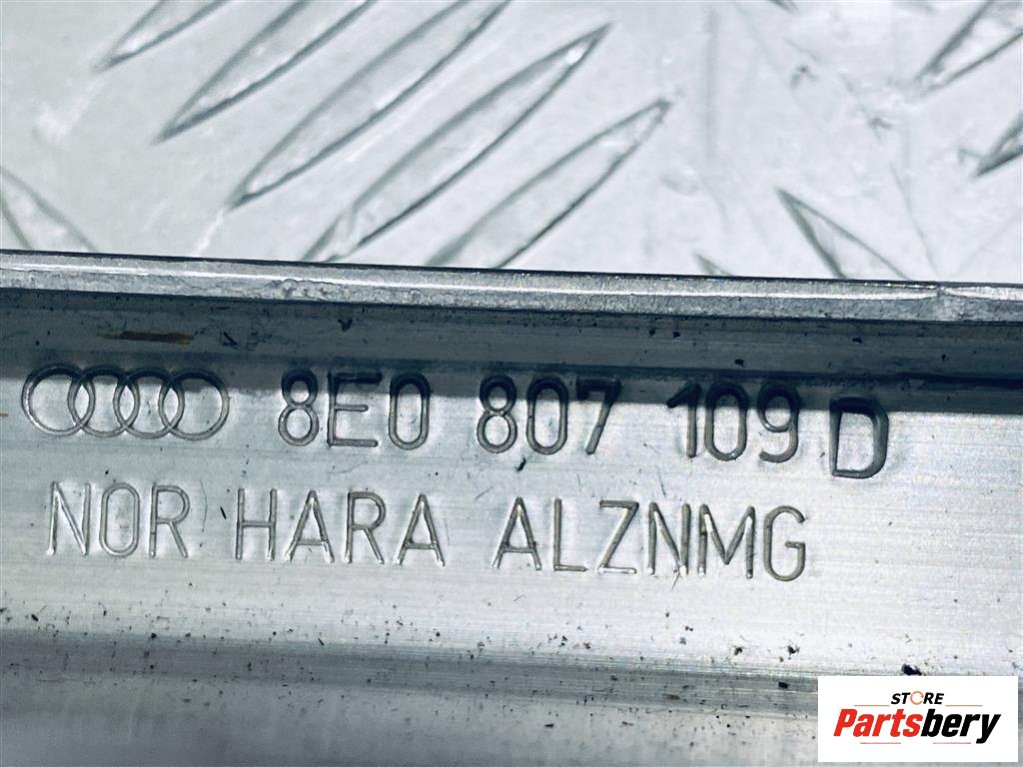 8E0 807 109 D
NOR HARA ALZNMG
STORE
Partsbery